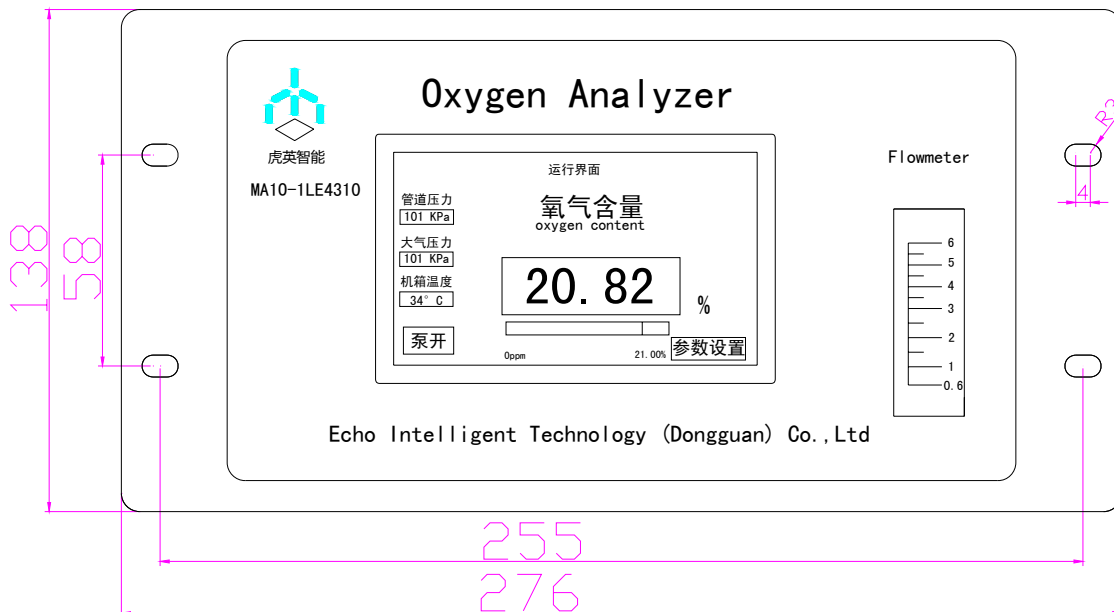 Oxygen Analyzer
虎英智能
MA10-1LE4310
运行界面
管道压力
101 KPa
大气压力
101 KPa
机箱温度
34° C
泵开
氧气含量
oxygen content
20.82
%
0ppm
21.00%
参数设置
Flowmeter
6
5
4
3
2
1
0.6
Echo Intelligent Technology (Dongguan) Co.,Ltd
138
58
4
255
276